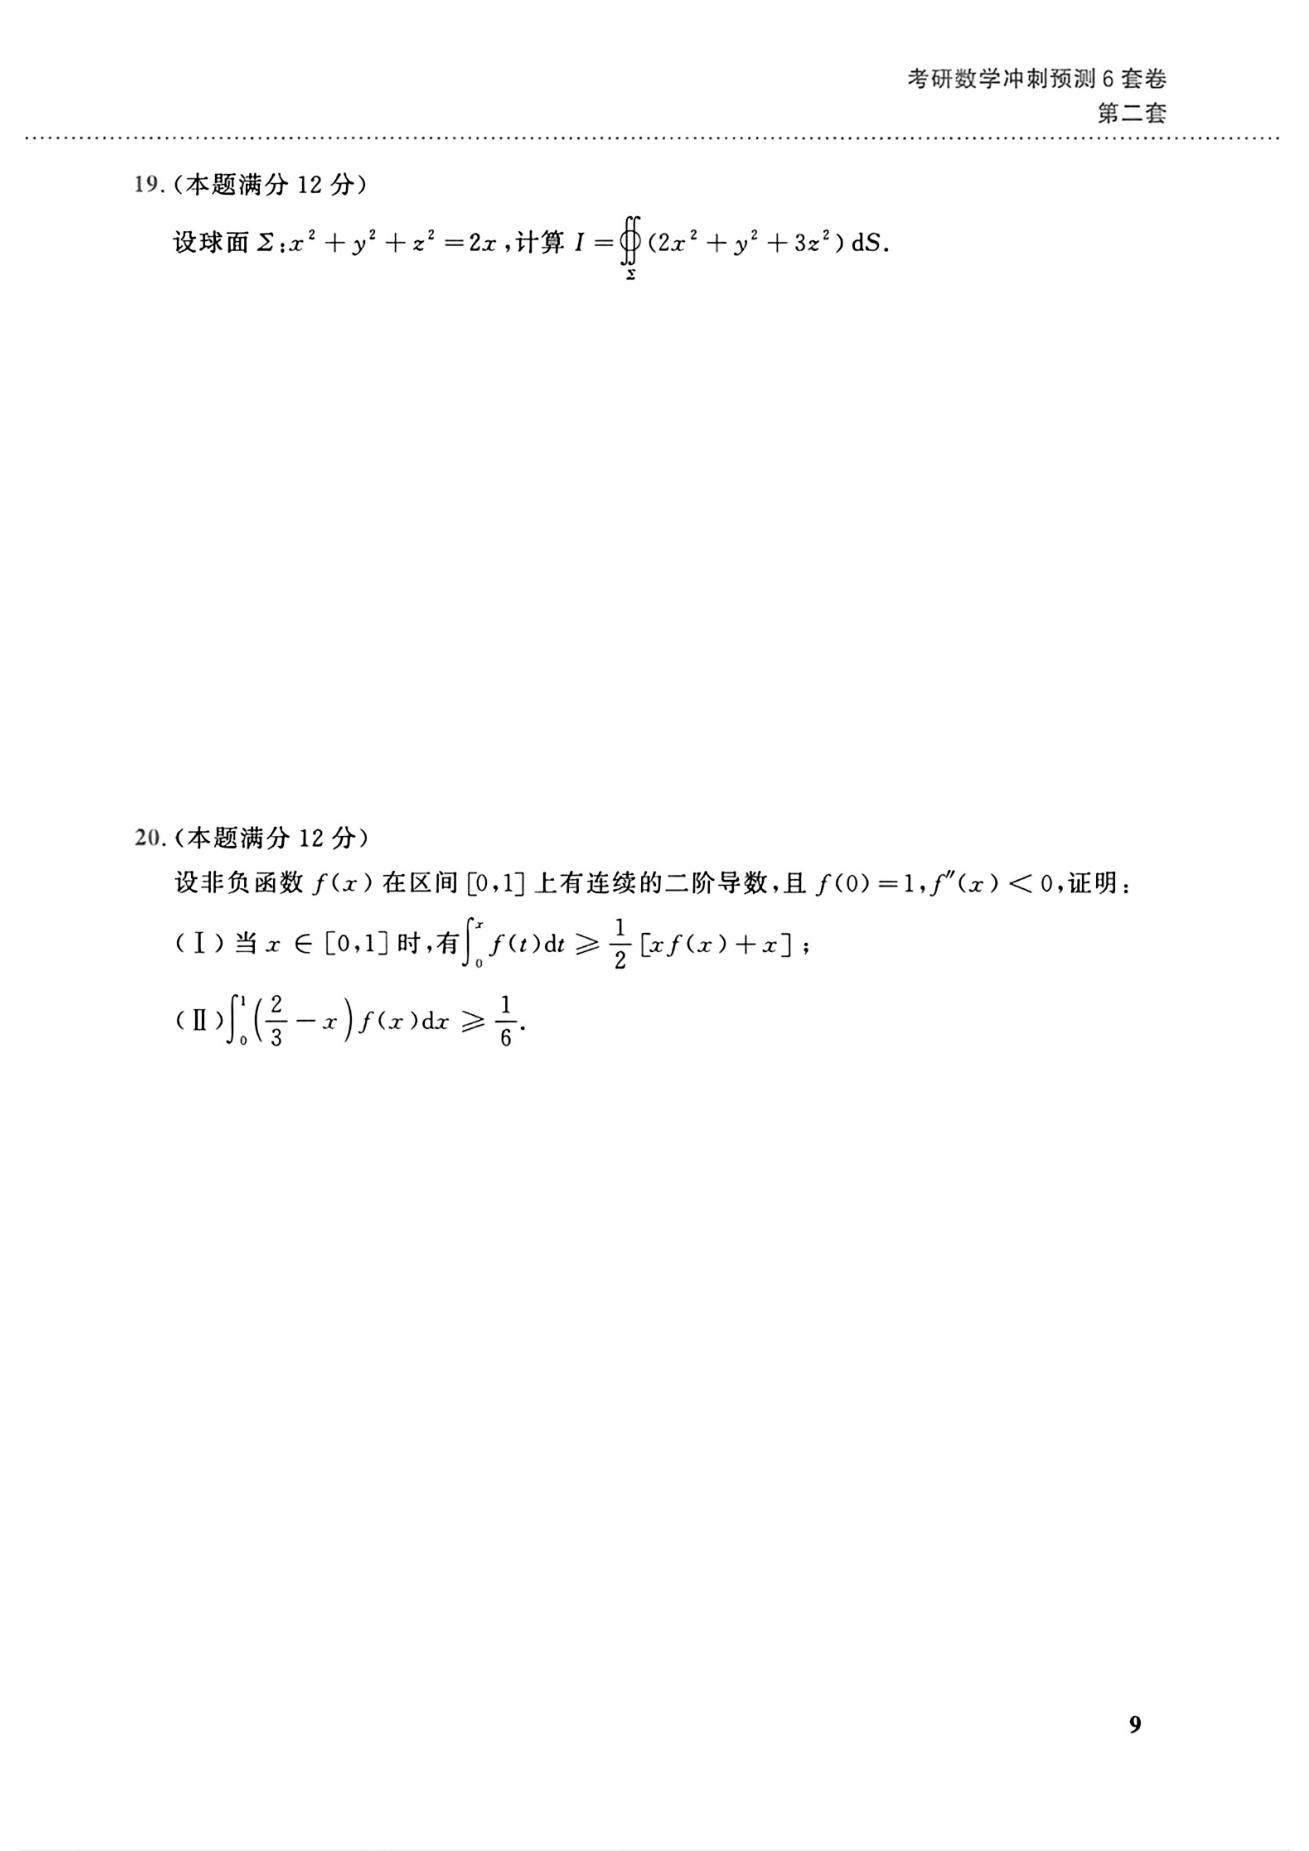 考研数学冲刺预测6套卷
第二套
19.(本题满分12分)
设球面Σ:x²+y²+z²=2x,计算 I=∯_Σ(2x²+y²+3z²)dS.
20.(本题满分12分)
设非负函数 f(x)在区间[0,1]上有连续的二阶导数,且 f(0)=1,f″(x)<0,证明:
(Ⅰ)当 x∈[0,1]时,有∫₀ˣ f(t)dt ⩾ 1/2[xf(x)+x];
(Ⅱ)∫₀¹(2/3−x)f(x)dx ⩾ 1/6.
9